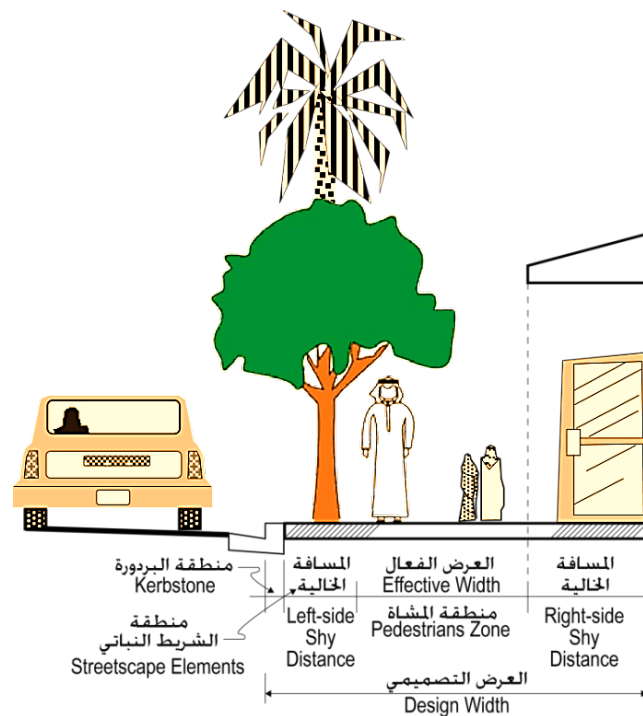 منطقة البردورة
Kerbstone
منطقة
الشريط النباتي
Streetscape Elements
المسافة
الخالية
Left-side
Shy
Distance
العرض الفعال
Effective Width
منطقة المشاة
Pedestrians Zone
المسافة
الخالية
Right-side
Shy
Distance
العرض التصميمي
Design Width